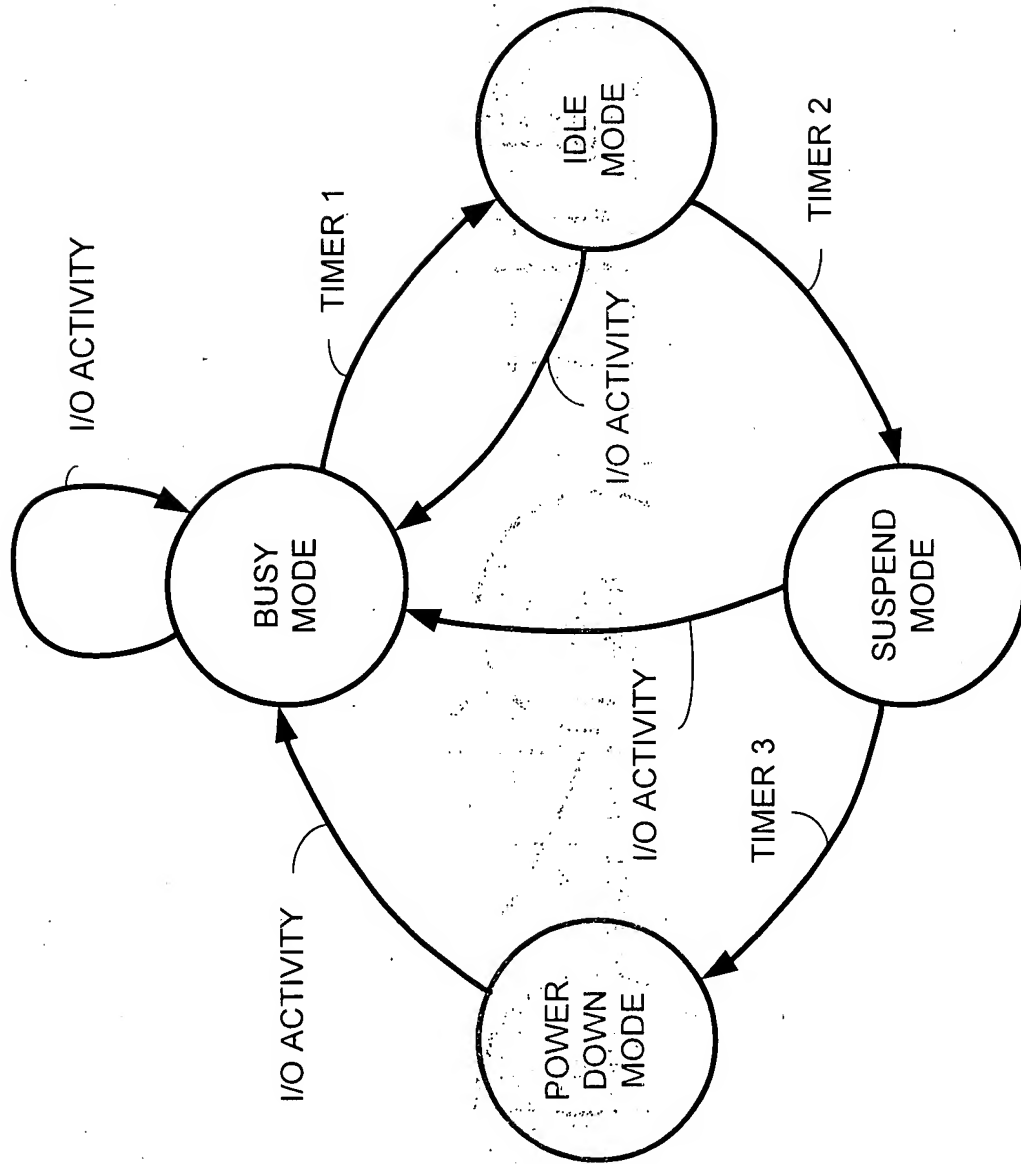 I/O ACTIVITY
BUSY
MODE
TIMER 1
I/O ACTIVITY
IDLE
MODE
I/O ACTIVITY
POWER
DOWN
MODE
I/O ACTIVITY
TIMER 2
TIMER 3
SUSPEND
MODE